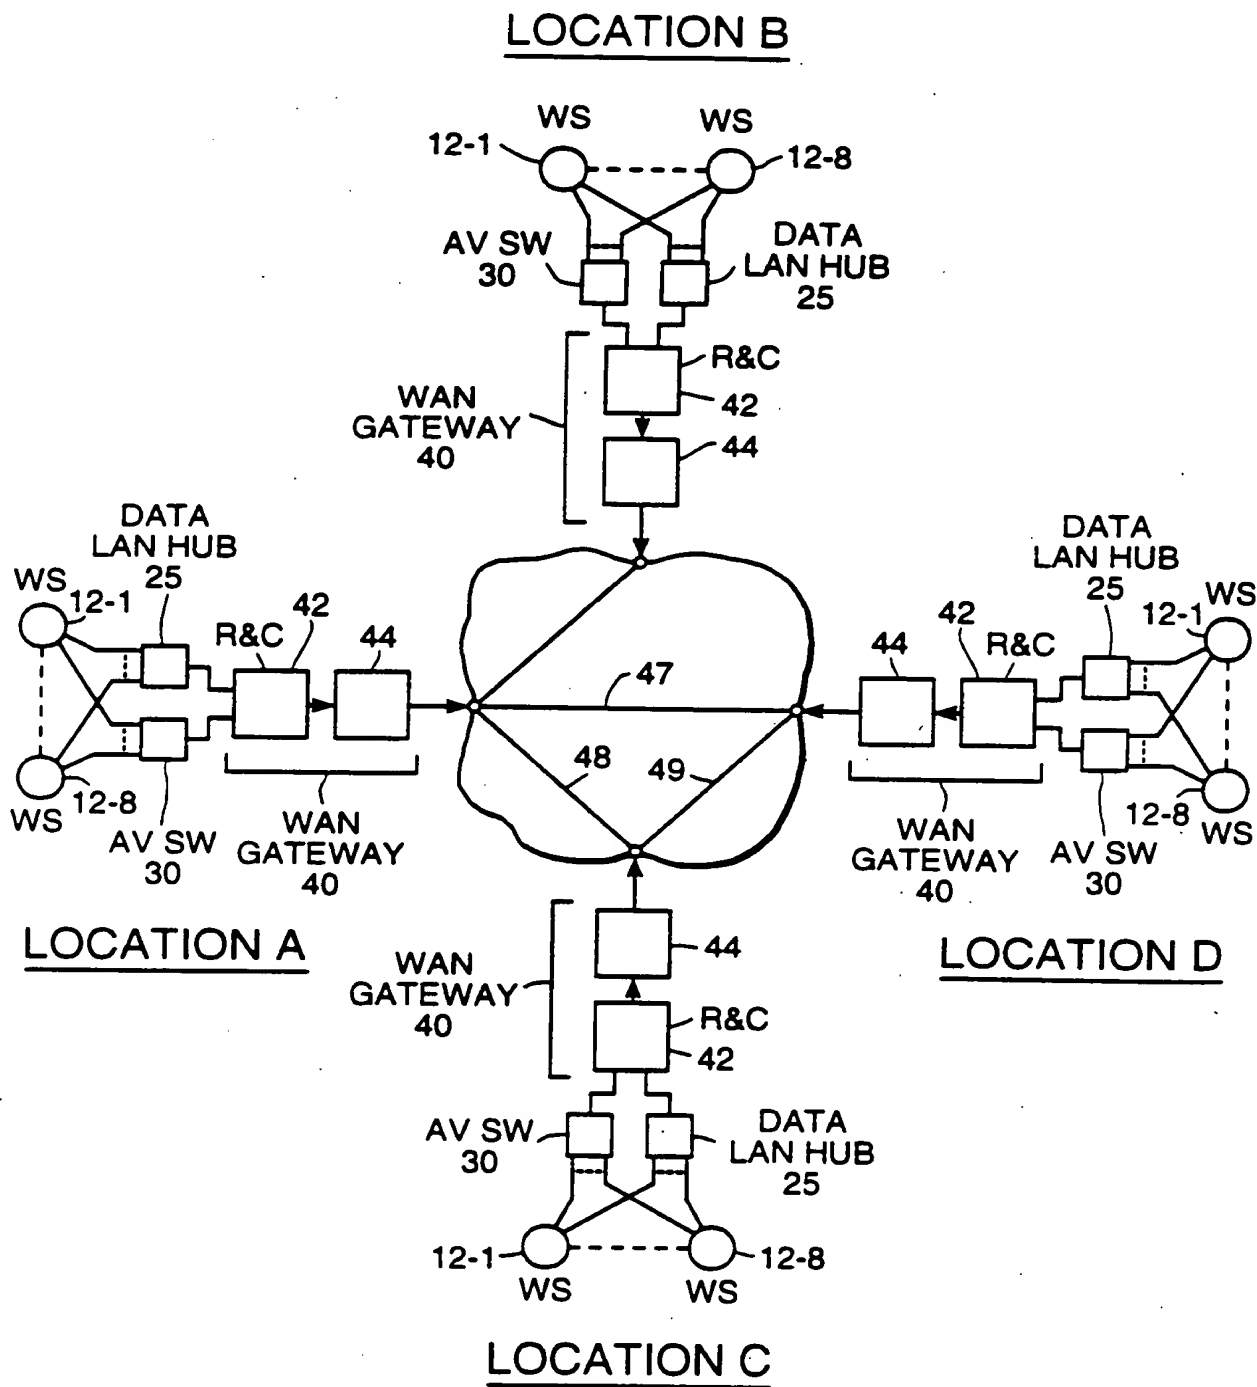 LOCATION B
WS
WS
12-1
12-8
AV SW
30
DATA
LAN HUB
25
R&C
42
WAN
GATEWAY
40
44
DATA
LAN HUB
25
WS
12-1
42
R&C
44
12-8
WS
AV SW
30
WAN
GATEWAY
40
LOCATION A
47
48
49
DATA
LAN HUB
25
WS
12-1
42
R&C
44
12-8
WS
AV SW
30
WAN
GATEWAY
40
LOCATION D
44
WAN
GATEWAY
40
R&C
42
AV SW
30
DATA
LAN HUB
25
12-1
12-8
WS
WS
LOCATION C